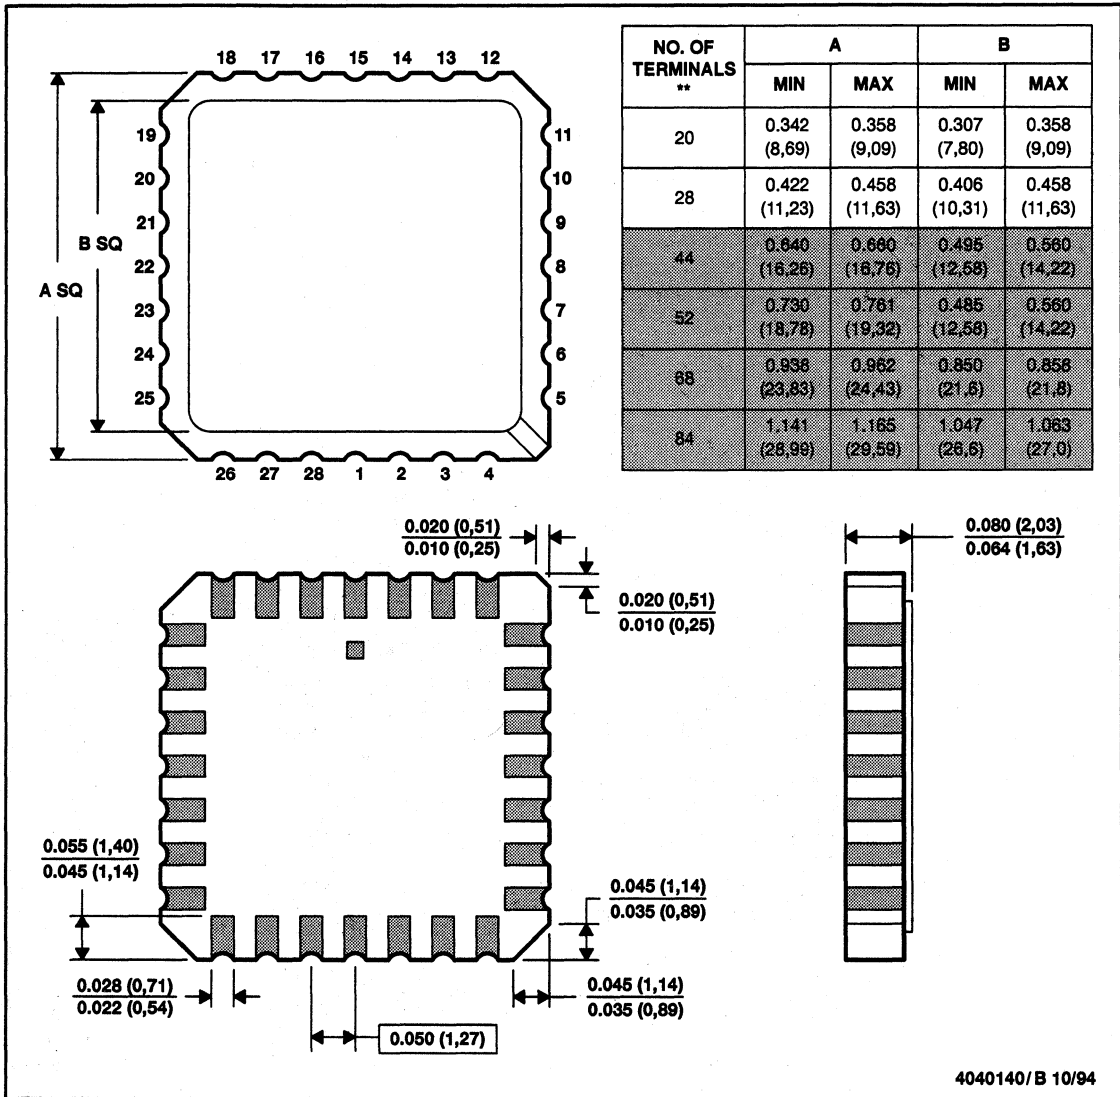 18 17 16 15 14 13 12
19
20
21
22
23
24
25
11
10
9
8
7
6
5
26 27 28 1 2 3 4
B SQ
A SQ
NO. OF TERMINALS ** A B
MIN MAX MIN MAX
20 0.342 (8,69) 0.358 (9,09) 0.307 (7,80) 0.358 (9,09)
28 0.422 (11,23) 0.458 (11,63) 0.406 (10,31) 0.458 (11,63)
44 0.640 (16,26) 0.660 (16,76) 0.495 (12,58) 0.560 (14,22)
52 0.730 (18,78) 0.761 (19,32) 0.485 (12,58) 0.560 (14,22)
68 0.938 (23,83) 0.962 (24,43) 0.850 (21,6) 0.858 (21,8)
84 1.141 (28,99) 1.165 (29,59) 1.047 (26,6) 1.063 (27,0)
0.020 (0,51)
0.010 (0,25)
0.020 (0,51)
0.010 (0,25)
0.080 (2,03)
0.064 (1,63)
0.055 (1,40)
0.045 (1,14)
0.045 (1,14)
0.035 (0,89)
0.028 (0,71)
0.022 (0,54)
0.045 (1,14)
0.035 (0,89)
0.050 (1,27)
4040140/ B 10/94